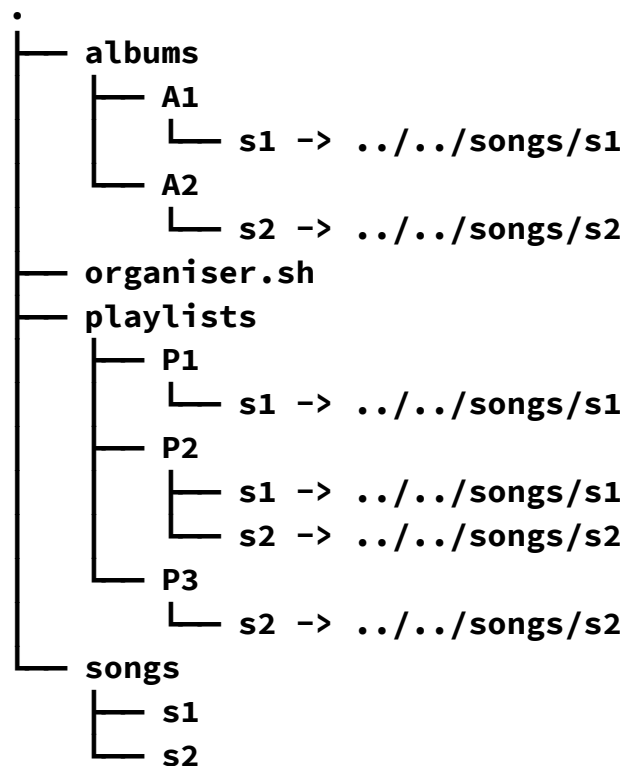 .
├── albums
│   ├── A1
│   │   └── s1 -> ../../songs/s1
│   └── A2
│       └── s2 -> ../../songs/s2
├── organiser.sh
├── playlists
│   ├── P1
│   │   └── s1 -> ../../songs/s1
│   ├── P2
│   │   ├── s1 -> ../../songs/s1
│   │   └── s2 -> ../../songs/s2
│   └── P3
│       └── s2 -> ../../songs/s2
└── songs
    ├── s1
    └── s2